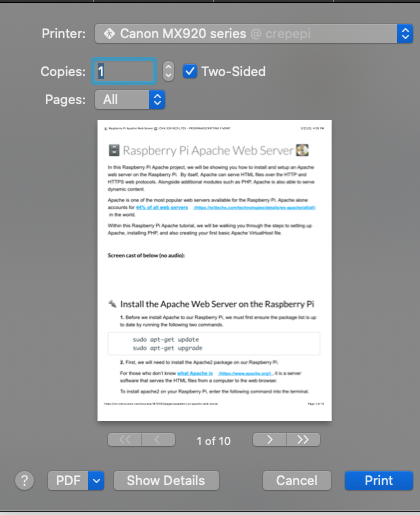 Printer: Canon MX920 series @ crepepi
Copies: 1 Two-Sided
Pages: All
Raspberry Pi Apache Web Server
In this Raspberry Pi Apache project, we will be showing you how to install and setup an Apache
web server on the Raspberry Pi. By itself, Apache can serve HTML files over the HTTP and
HTTPS web protocols. Alongside additional modules such as PHP, Apache is also able to serve
dynamic content.
Apache is one of the most popular web servers available for the Raspberry Pi. Apache alone
accounts for 44% of all web servers
in the world.
Within this Raspberry Pi Apache tutorial, we will be walking you through the steps to setting up
Apache, installing PHP, and also creating your first basic Apache VirtualHost file.
Screen cast of below (no audio):
Install the Apache Web Server on the Raspberry Pi
1. Before we install Apache to our Raspberry Pi, we must first ensure the package list is up
to date by running the following two commands.
sudo apt-get update
sudo apt-get upgrade
2. First, we will need to install the Apache2 package on our Raspberry Pi.
For those who don't know what Apache is (https://www.apache.org/), it is a server
software that serves the HTML files from a computer to the web-browser.
To install apache2 on your Raspberry Pi, enter the following command into the terminal.
<< < 1 of 10 > >>
? PDF Show Details Cancel Print